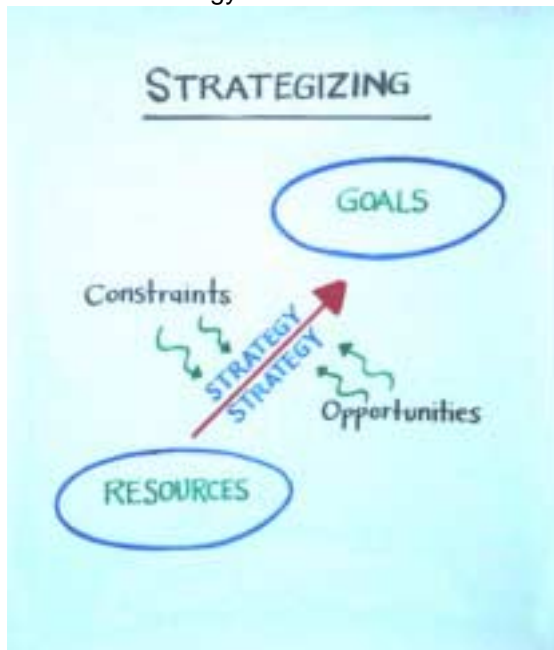 STRATEGIZING
GOALS
Constraints
STRATEGY
STRATEGY
Opportunities
RESOURCES